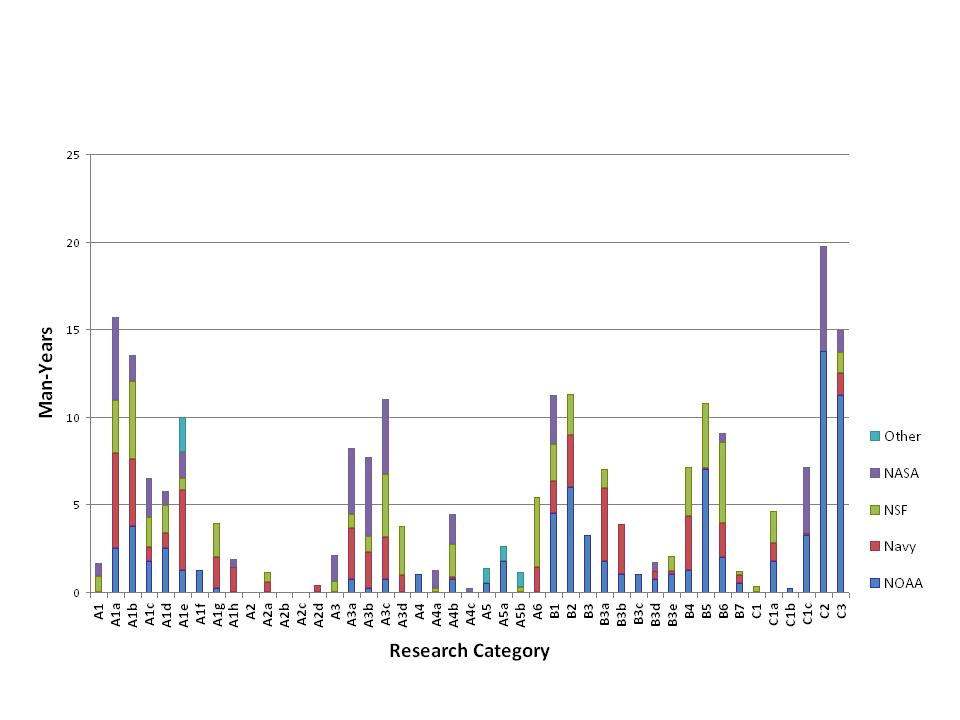 25
20
15
10
5
0
Man-Years
A1 A1a A1b A1c A1d A1e A1f A1g A1h A2 A2a A2b A2c A2d A3 A3a A3b A3c A3d A4 A4a A4b A4c A5 A5a A5b A6 B1 B2 B3 B3a B3b B3c B3d B3e B4 B5 B6 B7 C1 C1a C1b C1c C2 C3
Research Category
Other
NASA
NSF
Navy
NOAA